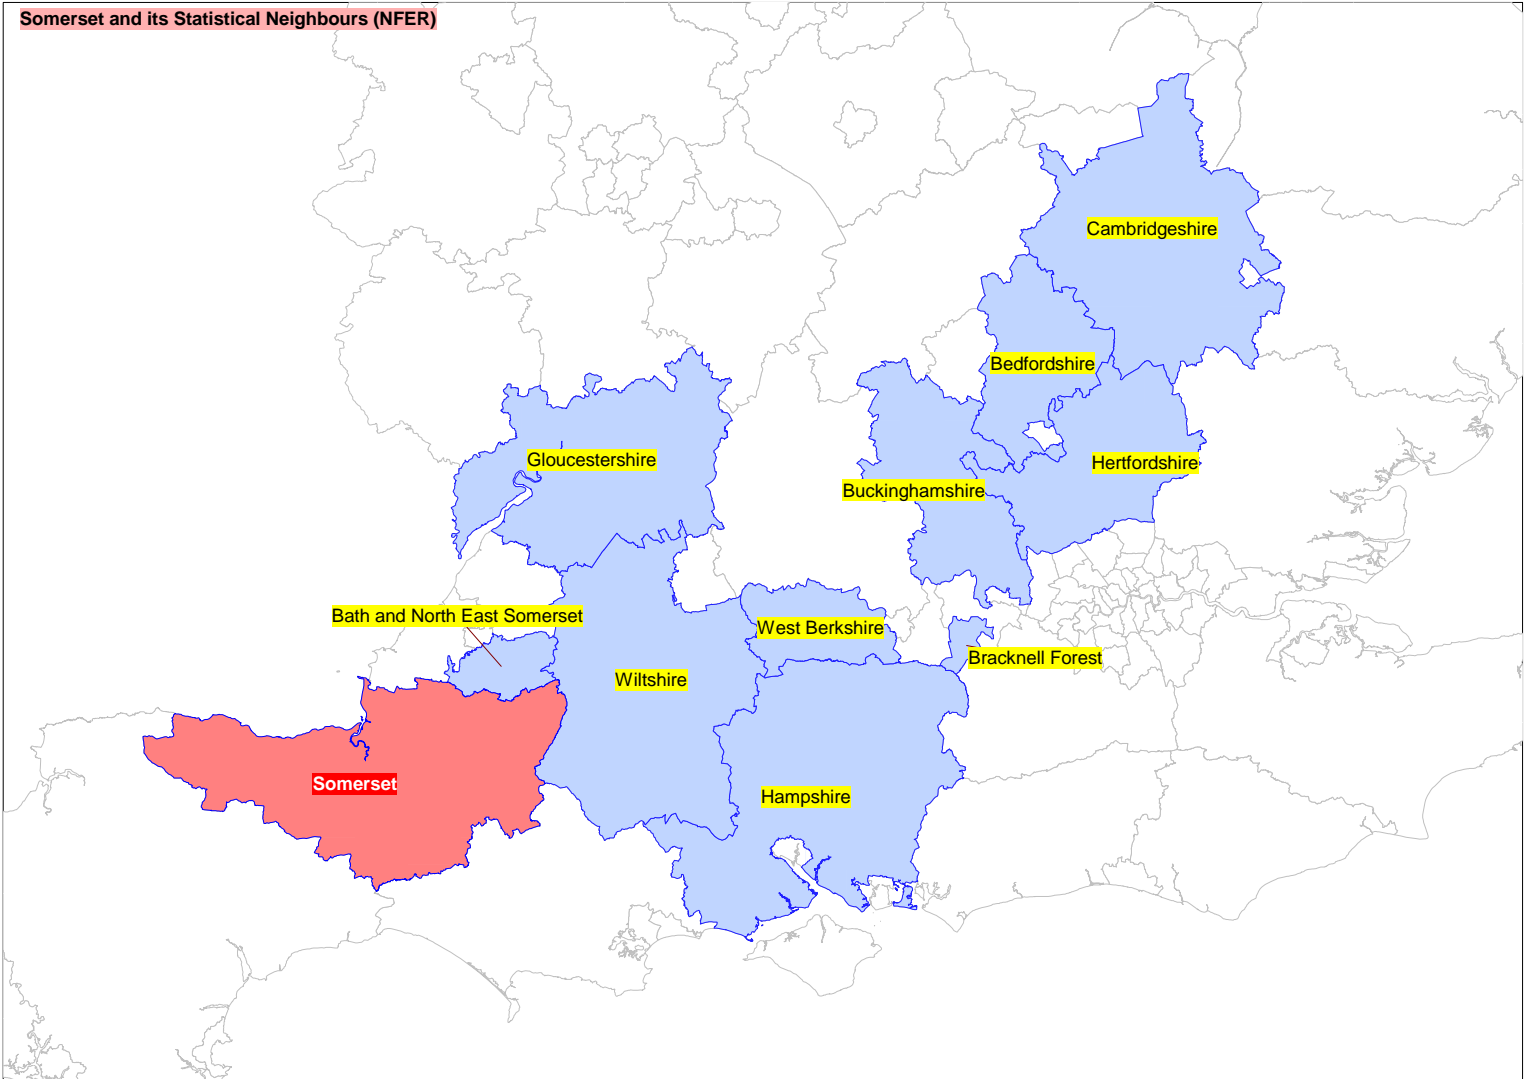 Somerset and its Statistical Neighbours (NFER)
Cambridgeshire
Bedfordshire
Gloucestershire
Hertfordshire
Buckinghamshire
Bath and North East Somerset
West Berkshire
Bracknell Forest
Wiltshire
Somerset
Hampshire